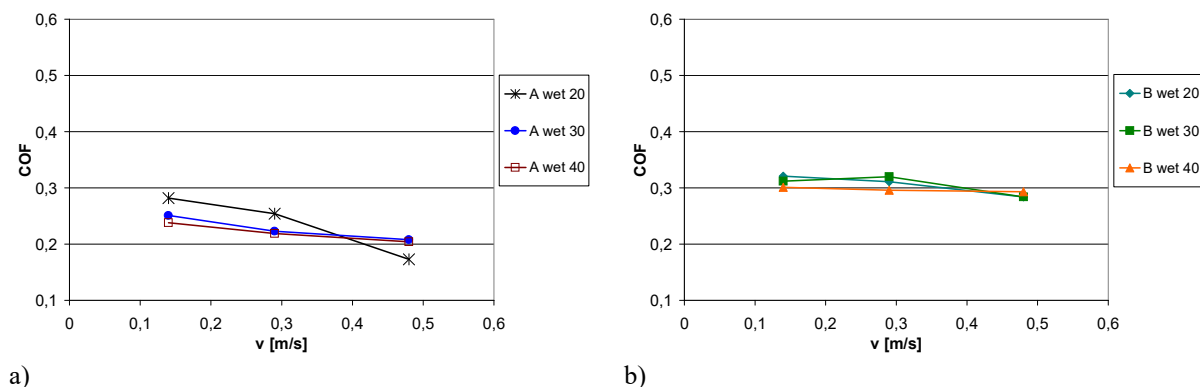 0,6
0,5
0,4
0,3
0,2
0,1
COF
0 0,1 0,2 0,3 0,4 0,5 0,6
v [m/s]
A wet 20
A wet 30
A wet 40
a)
0,6
0,5
0,4
0,3
0,2
0,1
COF
0 0,1 0,2 0,3 0,4 0,5 0,6
v [m/s]
B wet 20
B wet 30
B wet 40
b)